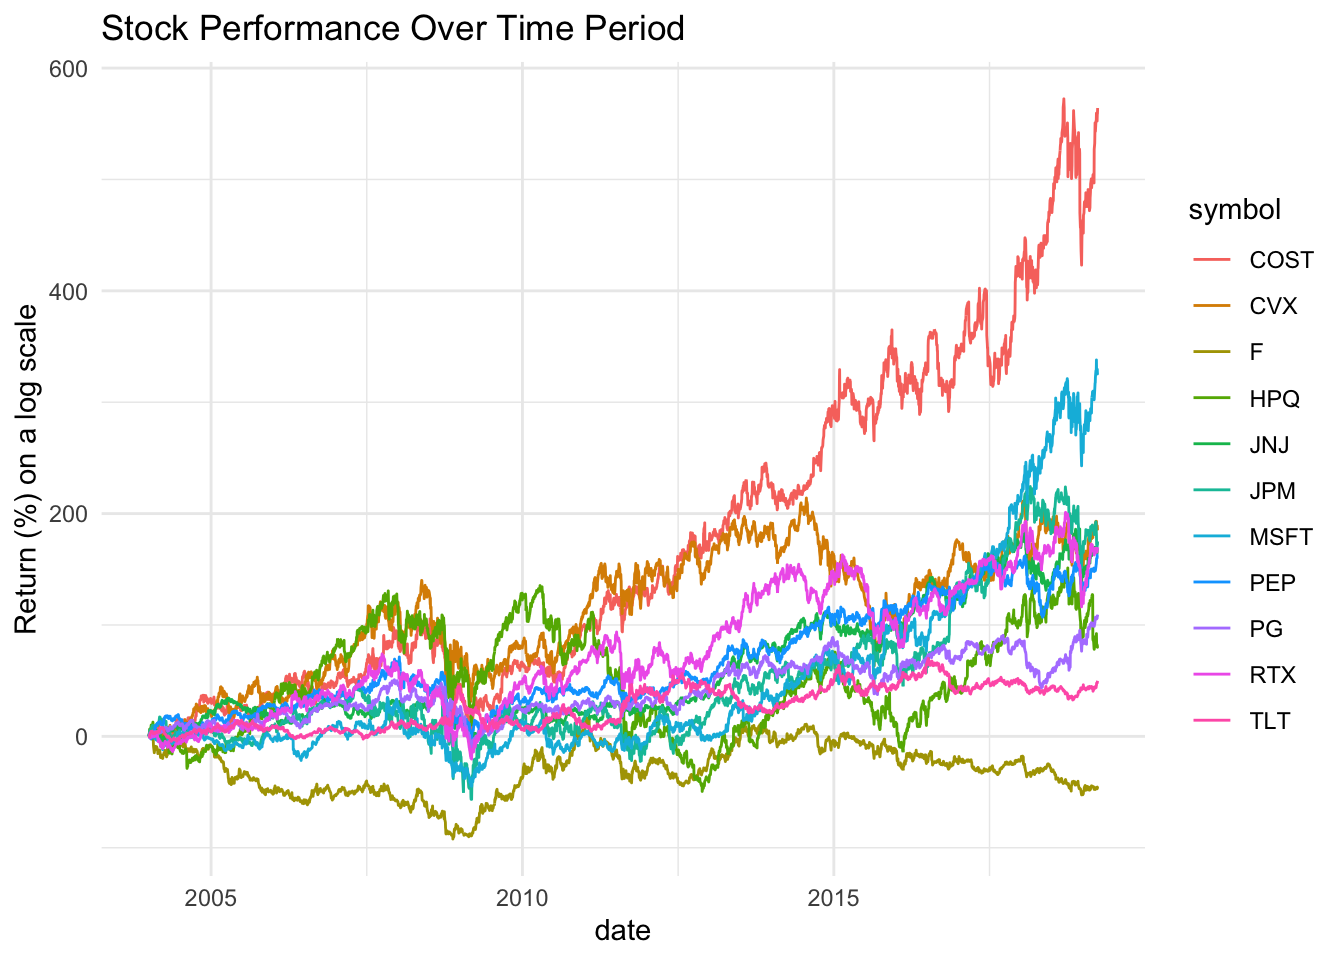 Stock Performance Over Time Period
600
400
200
0
Return (%) on a log scale
2005
2010
2015
date
symbol
COST
CVX
F
HPQ
JNJ
JPM
MSFT
PEP
PG
RTX
TLT